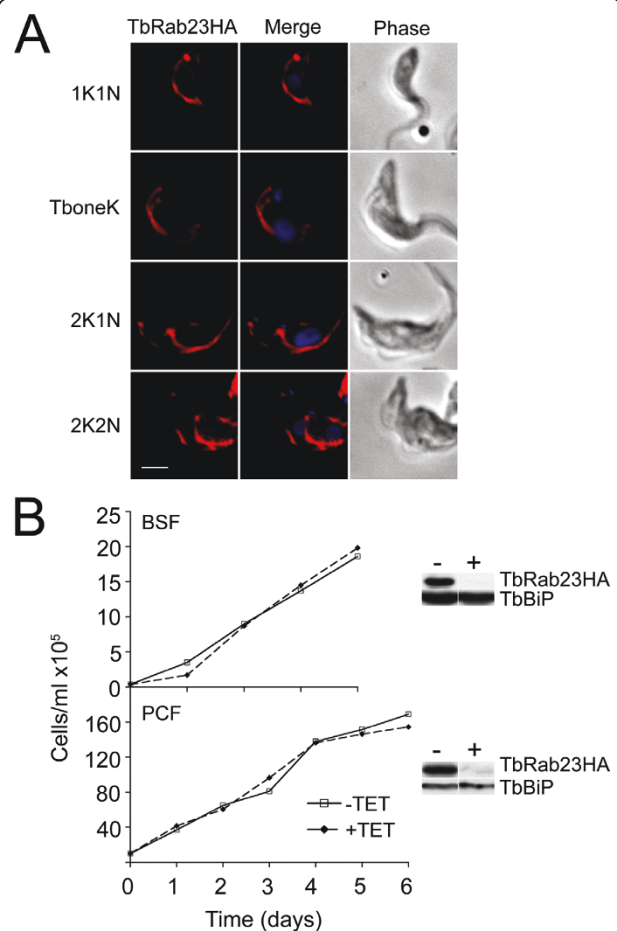 A
TbRab23HA Merge Phase
1K1N
TboneK
2K1N
2K2N
B
BSF
25
20
15
10
5
0
- +
TbRab23HA
TbBiP
Cells/ml x10⁵
PCF
160
120
80
40
-TET
+TET
- +
TbRab23HA
TbBiP
0 1 2 3 4 5 6
Time (days)